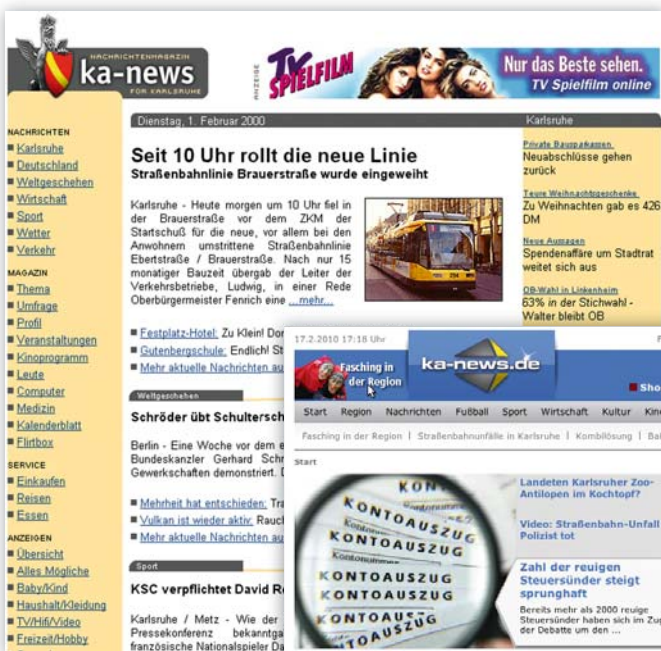 NACHRICHTENMAGAZIN
ka-news
FÜR KARLSRUHE
ANZEIGE
TV
SPIELFILM
Nur das Beste sehen.
TV Spielfilm online
Dienstag, 1. Februar 2000
Karlsruhe
NACHRICHTEN
Karlsruhe
Deutschland
Weltgeschehen
Wirtschaft
Sport
Wetter
Verkehr
MAGAZIN
Thema
Umfrage
Profil
Veranstaltungen
Kinoprogramm
Leute
Computer
Medizin
Kalenderblatt
Flirtbox
SERVICE
Einkaufen
Reisen
Essen
ANZEIGEN
Übersicht
Alles Mögliche
Baby/Kind
Haushalt/Kleidung
TV/Hifi/Video
Freizeit/Hobby
Seit 10 Uhr rollt die neue Linie
Straßenbahnlinie Brauerstraße wurde eingeweiht
Karlsruhe - Heute morgen um 10 Uhr fiel in
der Brauerstraße vor dem ZKM der
Startschuß für die neue, vor allem bei den
Anwohnern umstrittene Straßenbahnlinie
Ebertstraße / Brauerstraße. Nach nur 15
monatiger Bauzeit übergab der Leiter der
Verkehrsbetriebe, Ludwig, in einer Rede
Oberbürgermeister Fenrich eine ...mehr...
Festplatz-Hotel: Zu Klein!
Gutenbergschule: Endlich!
Mehr aktuelle Nachrichten
Weltgeschehen
Schröder übt
Berlin - Eine Woche vor dem
Bundeskanzler Gerhard
Gewerkschaften demonstriert.
Mehrheit hat entschieden:
Vulkan ist wieder aktiv:
Mehr aktuelle Nachrichten
Sport
KSC verpflichtet David
Karlsruhe / Metz - Wie der
Pressekonferenz
französische Nationalspieler
Private Bausparkassen
Neuabschlüsse gehen
zurück
Teure Weihnachtsgeschenke
Zu Weihnachten gab es 426
DM
Neue Aussagen
Spendenaffäre um Stadtrat
weitet sich aus
OB-Wahl in Linkenheim
63% in der Stichwahl -
Walter bleibt OB
17.2.2010 17:18 Uhr
Fasching in
der Region
ka-news.de
Start Region Nachrichten Fußball Sport Wirtschaft Kultur
Fasching in der Region | Straßenbahnunfälle in Karlsruhe | Kombilösung |
Start
KONTOAUSZUG
KONTOAUSZUG
KONTOAUSZUG
KONTOAUSZUG
KONTOAUSZUG
Landeten Karlsruher Zoo-
Antilopen im Kochtopf?
Video: Straßenbahn-Unfall
Polizist tot
Zahl der reuigen
Steuersünder steigt
sprunghaft
Bereits mehr als 2000 reuige
Steuersünder haben sich im Zug
der Debatte um den ...